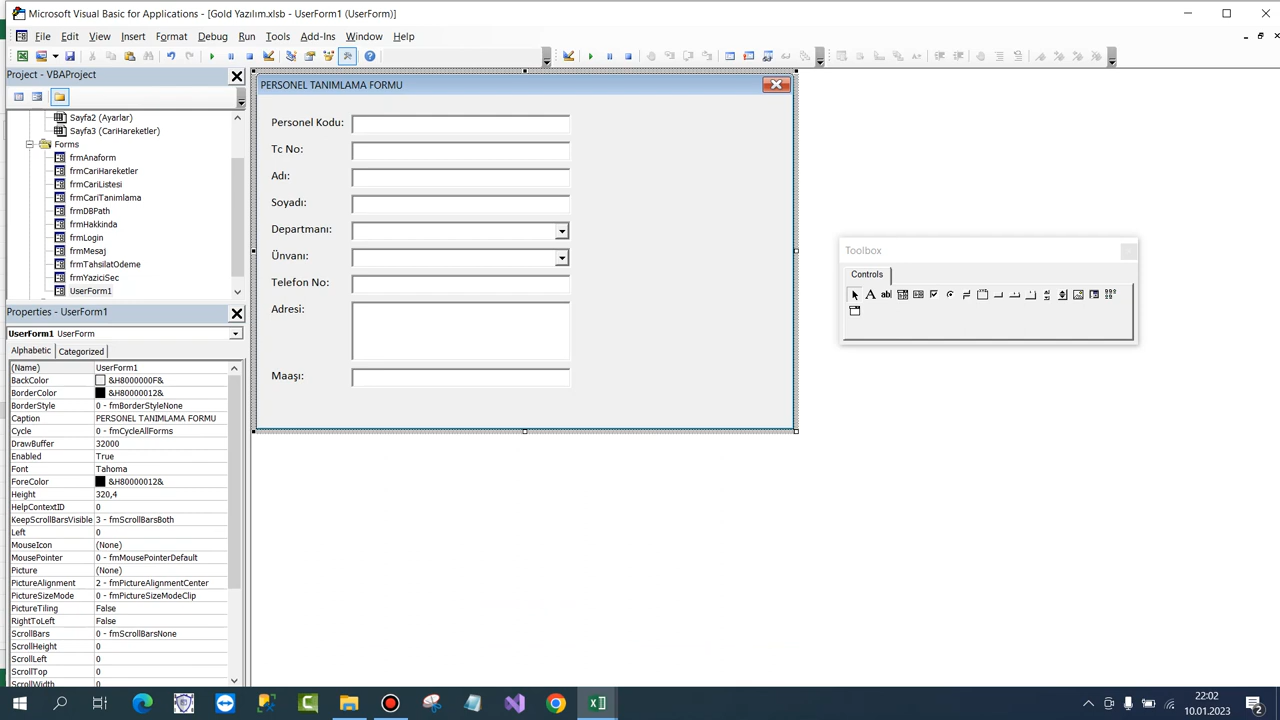 Microsoft Visual Basic for Applications - [Gold Yazılım.xlsb - UserForm1 (UserForm)]
File Edit View Insert Format Debug Run Tools Add-Ins Window Help
Project - VBAProject
Sayfa2 (Ayarlar)
Sayfa3 (CariHareketler)
Forms
frmAnaform
frmCariHareketler
frmCariListesi
frmCariTanimlama
frmDBPath
frmHakkinda
frmLogin
frmMesaj
frmTahsilatOdeme
frmYaziciSec
UserForm1
Properties - UserForm1
UserForm1 UserForm
Alphabetic Categorized
(Name) UserForm1
BackColor &H8000000F&
BorderColor &H80000012&
BorderStyle 0 - fmBorderStyleNone
Caption PERSONEL TANIMLAMA FORMU
Cycle 0 - fmCycleAllForms
DrawBuffer 32000
Enabled True
Font Tahoma
ForeColor &H80000012&
Height 320,4
HelpContextID 0
KeepScrollBarsVisible 3 - fmScrollBarsBoth
Left 0
MouseIcon (None)
MousePointer 0 - fmMousePointerDefault
Picture (None)
PictureAlignment 2 - fmPictureAlignmentCenter
PictureSizeMode 0 - fmPictureSizeModeClip
PictureTiling False
RightToLeft False
ScrollBars 0 - fmScrollBarsNone
ScrollHeight 0
ScrollLeft 0
ScrollTop 0
ScrollWidth 0
PERSONEL TANIMLAMA FORMU
Personel Kodu:
Tc No:
Adı:
Soyadı:
Departmanı:
Ünvanı:
Telefon No:
Adresi:
Maaşı:
Toolbox
Controls
A ab
22:02
10.01.2023
2